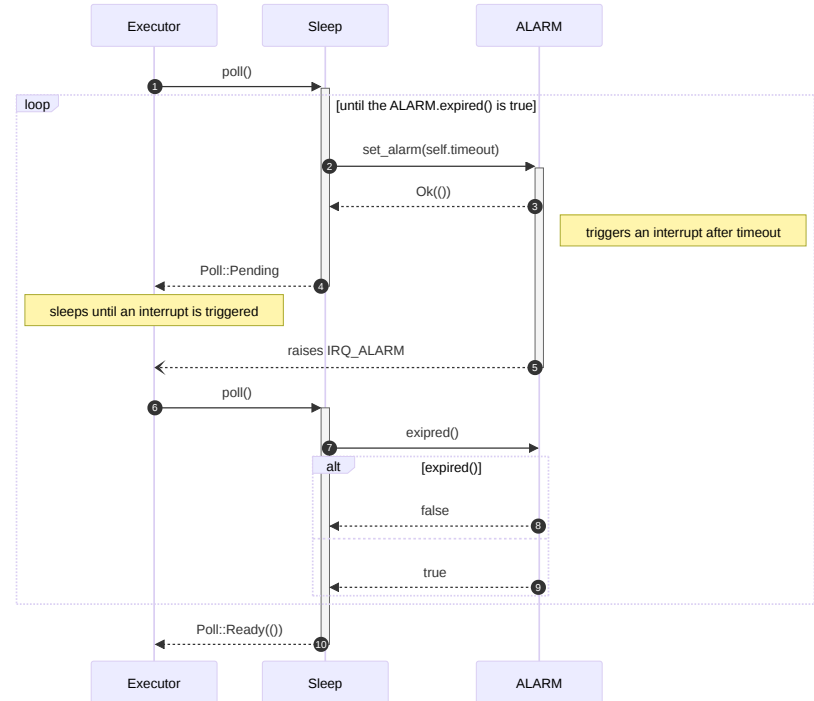 Executor
Sleep
ALARM
poll()
1
loop
[until the ALARM.expired() is true]
set_alarm(self.timeout)
2
Ok(())
3
triggers an interrupt after timeout
Poll::Pending
4
sleeps until an interrupt is triggered
raises IRQ_ALARM
5
poll()
6
exipred()
7
alt
[expired()]
false
8
true
9
Poll::Ready(())
10
Executor
Sleep
ALARM